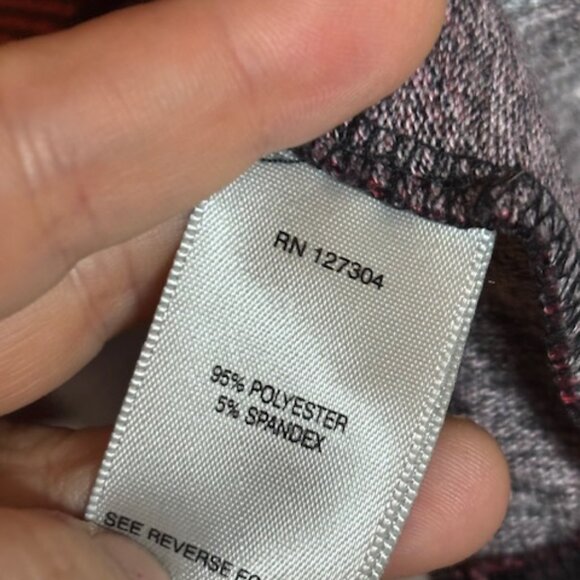 RN 127304
95% POLYESTER
5% SPANDEX
SEE REVERSE